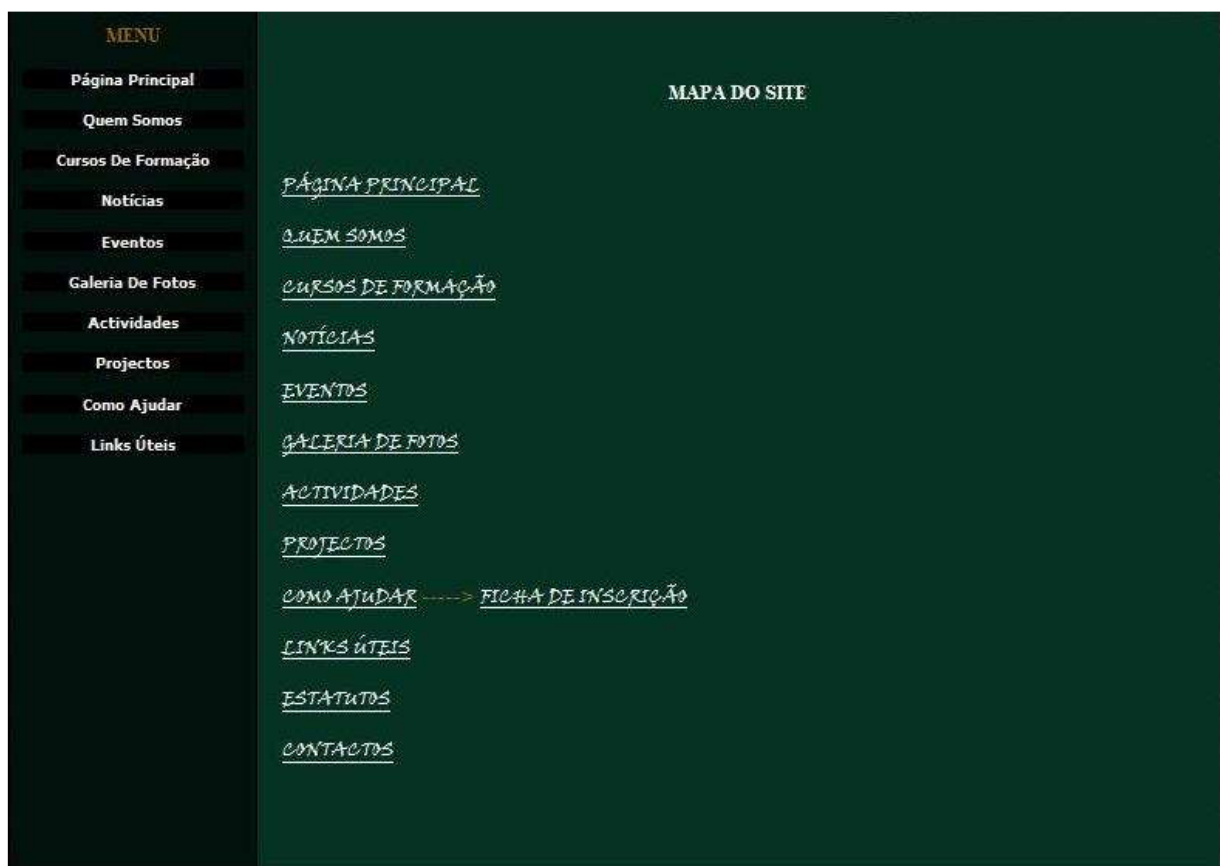 MENU
Página Principal
Quem Somos
Cursos De Formação
Notícias
Eventos
Galeria De Fotos
Actividades
Projectos
Como Ajudar
Links Úteis
MAPA DO SITE
PÁGINA PRINCIPAL
QUEM SOMOS
CURSOS DE FORMAÇÃO
NOTÍCIAS
EVENTOS
GALERIA DE FOTOS
ACTIVIDADES
PROJECTOS
COMO AJUDAR -----> FICHA DE INSCRIÇÃO
LINKS ÚTEIS
ESTATUTOS
CONTACTOS